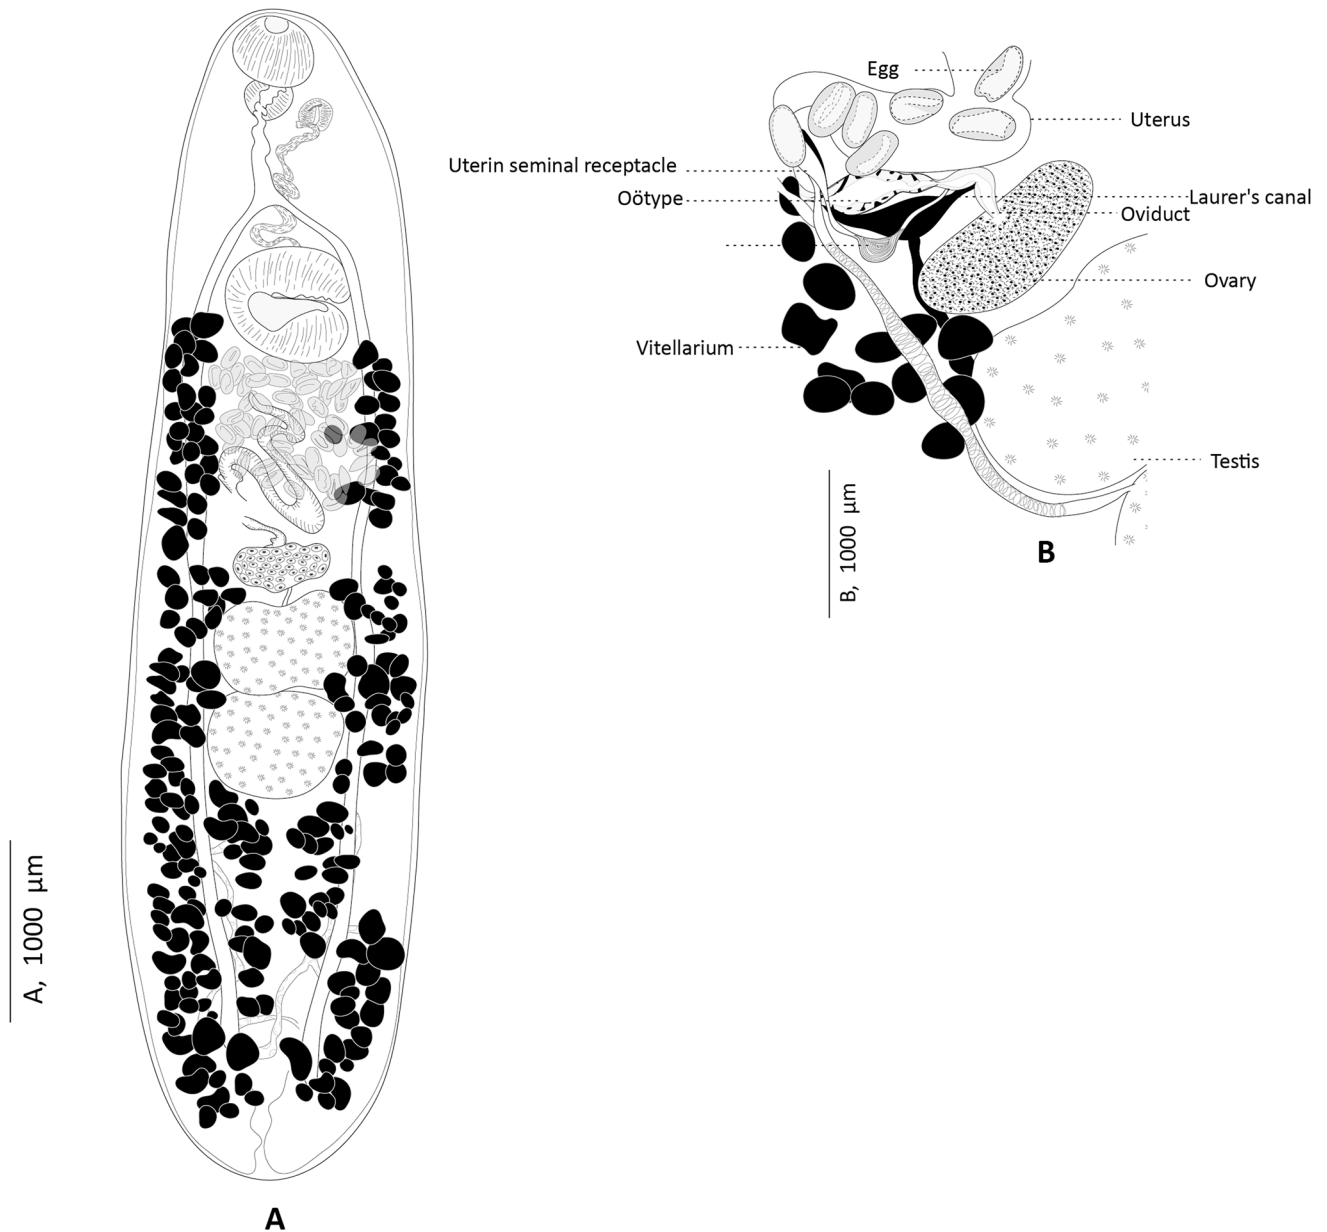 Egg
Uterus
Uterin seminal receptacle
Oötype
Laurer's canal
Oviduct
Ovary
Vitellarium
Testis
B, 1000 µm
B
A, 1000 µm
A